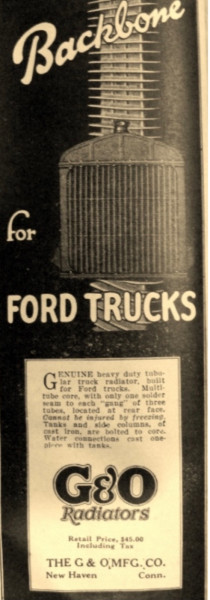 Backbone
for
FORD TRUCKS
GENUINE heavy duty tubu-
lar truck radiator, built
for Ford trucks. Multi-
tube core, with only one solder
seam to each "gang" of three
tubes, located at rear face.
Cannot be injured by freezing.
Tanks and side columns, of
cast iron, are bolted to core.
Water connections cast one-
piece with tanks.
G&O
Radiators
Retail Price, $45.00
Including Tax
THE G & O MFG. CO.
New Haven Conn.